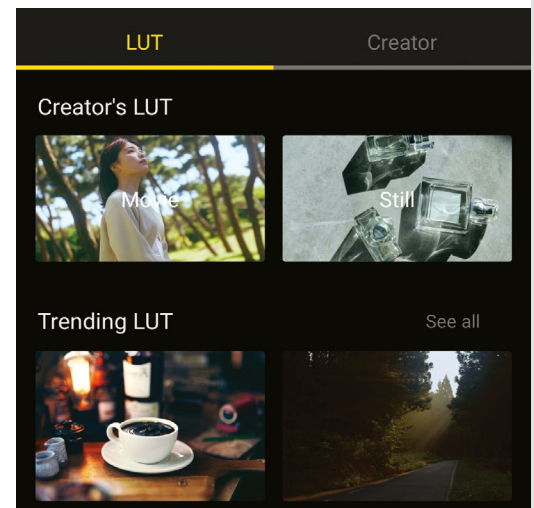 LUT
Creator
Creator's LUT
Movie
Still
Trending LUT
See all